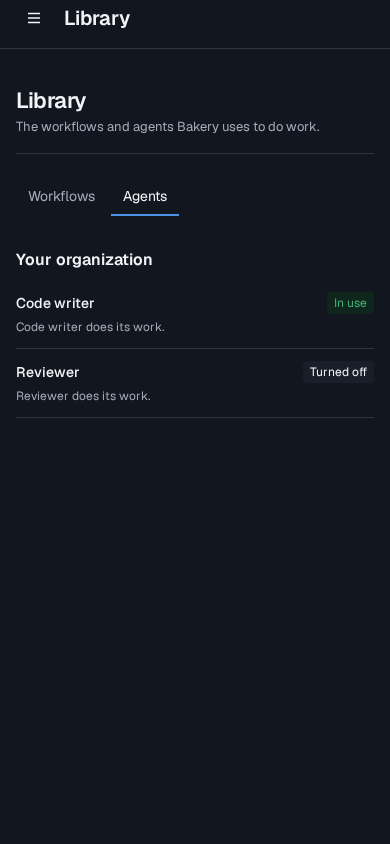 Library
Library
The workflows and agents Bakery uses to do work.
Workflows Agents
Your organization
Code writer In use
Code writer does its work.
Reviewer Turned off
Reviewer does its work.